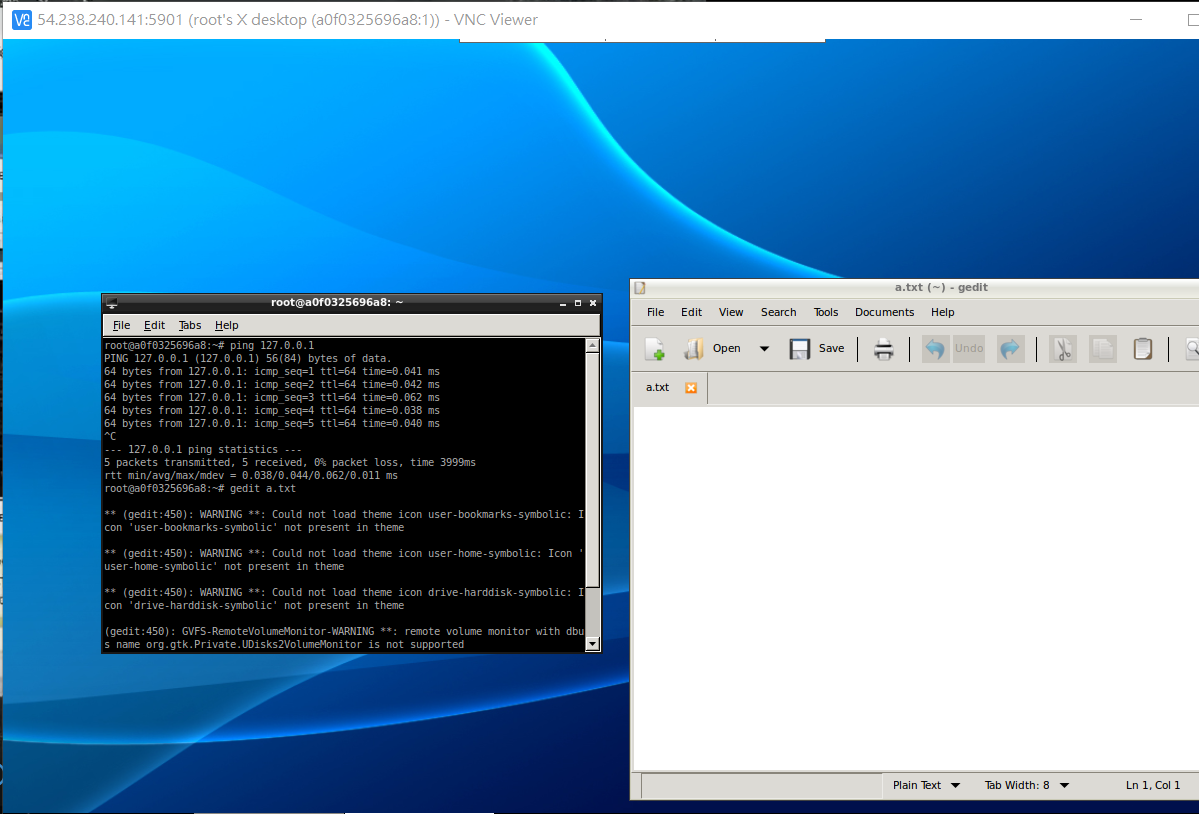 54.238.240.141:5901 (root's X desktop (a0f0325696a8:1)) - VNC Viewer
root@a0f0325696a8: ~
File Edit Tabs Help
root@a0f0325696a8:~# ping 127.0.0.1
PING 127.0.0.1 (127.0.0.1) 56(84) bytes of data.
64 bytes from 127.0.0.1: icmp_seq=1 ttl=64 time=0.041 ms
64 bytes from 127.0.0.1: icmp_seq=2 ttl=64 time=0.042 ms
64 bytes from 127.0.0.1: icmp_seq=3 ttl=64 time=0.062 ms
64 bytes from 127.0.0.1: icmp_seq=4 ttl=64 time=0.038 ms
64 bytes from 127.0.0.1: icmp_seq=5 ttl=64 time=0.040 ms
^C
--- 127.0.0.1 ping statistics ---
5 packets transmitted, 5 received, 0% packet loss, time 3999ms
rtt min/avg/max/mdev = 0.038/0.044/0.062/0.011 ms
root@a0f0325696a8:~# gedit a.txt
** (gedit:450): WARNING **: Could not load theme icon user-bookmarks-symbolic: I
con 'user-bookmarks-symbolic' not present in theme
** (gedit:450): WARNING **: Could not load theme icon user-home-symbolic: Icon '
user-home-symbolic' not present in theme
** (gedit:450): WARNING **: Could not load theme icon drive-harddisk-symbolic: I
con 'drive-harddisk-symbolic' not present in theme
(gedit:450): GVFS-RemoteVolumeMonitor-WARNING **: remote volume monitor with dbu
s name org.gtk.Private.UDisks2VolumeMonitor is not supported
a.txt (~) - gedit
File Edit View Search Tools Documents Help
Open Save Undo
a.txt
Plain Text Tab Width: 8 Ln 1, Col 1